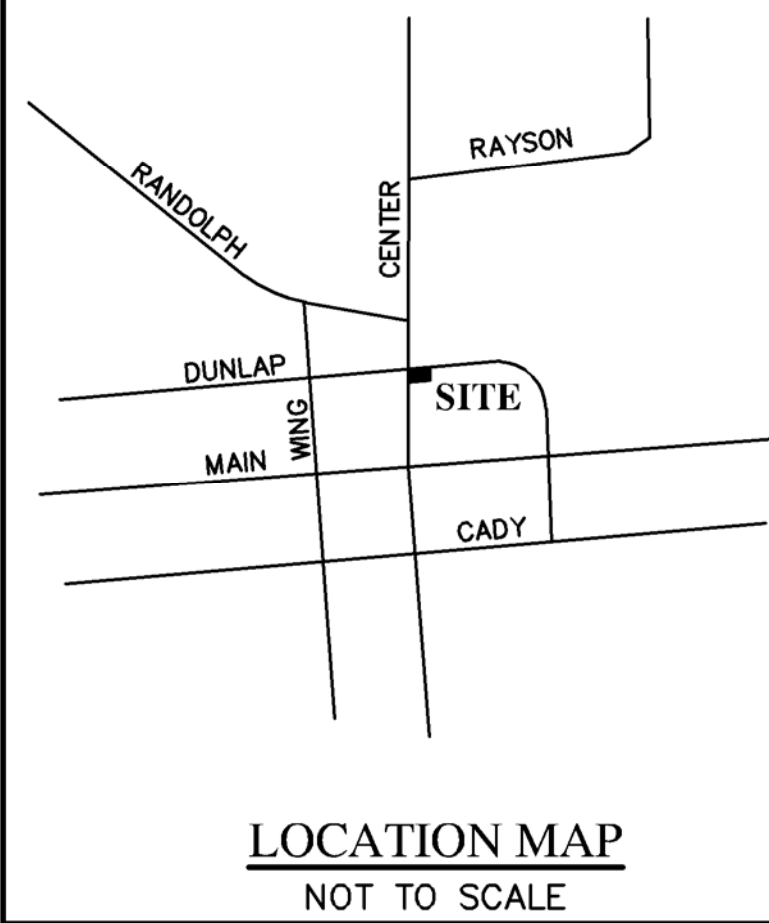 RAYSON
RANDOLPH
CENTER
DUNLAP
SITE
WING
MAIN
CADY
LOCATION MAP
NOT TO SCALE